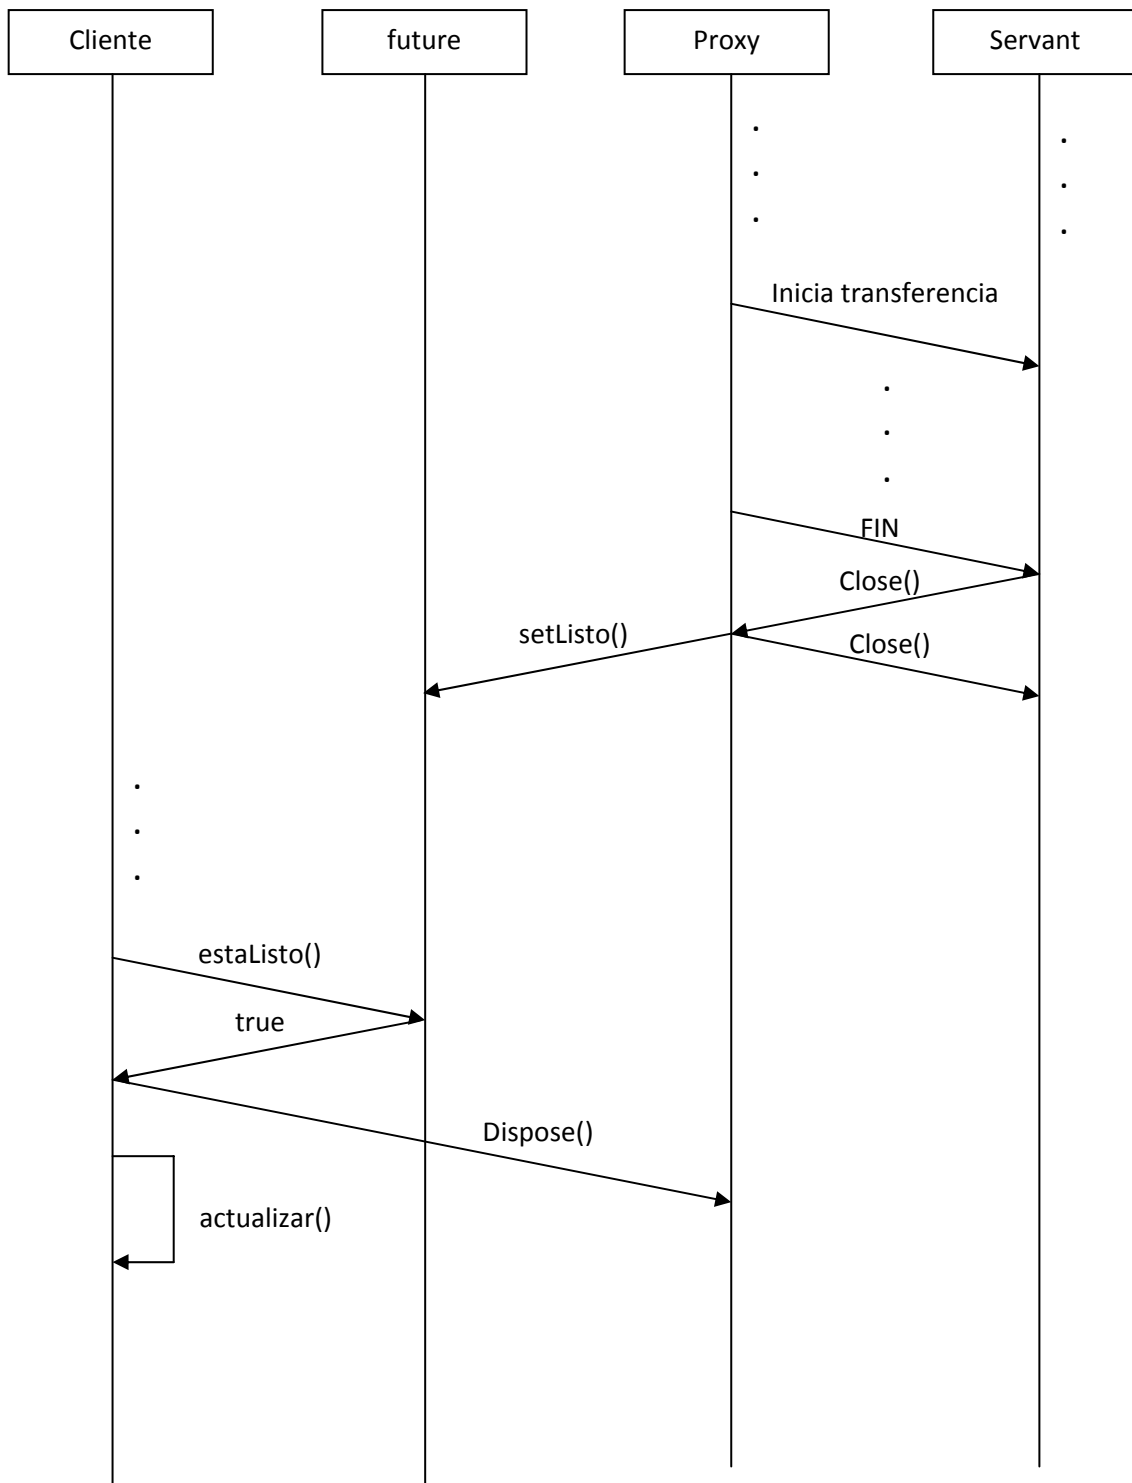 Cliente
future
Proxy
Servant
Inicia transferencia
FIN
Close()
setListo()
Close()
estaListo()
true
Dispose()
actualizar()